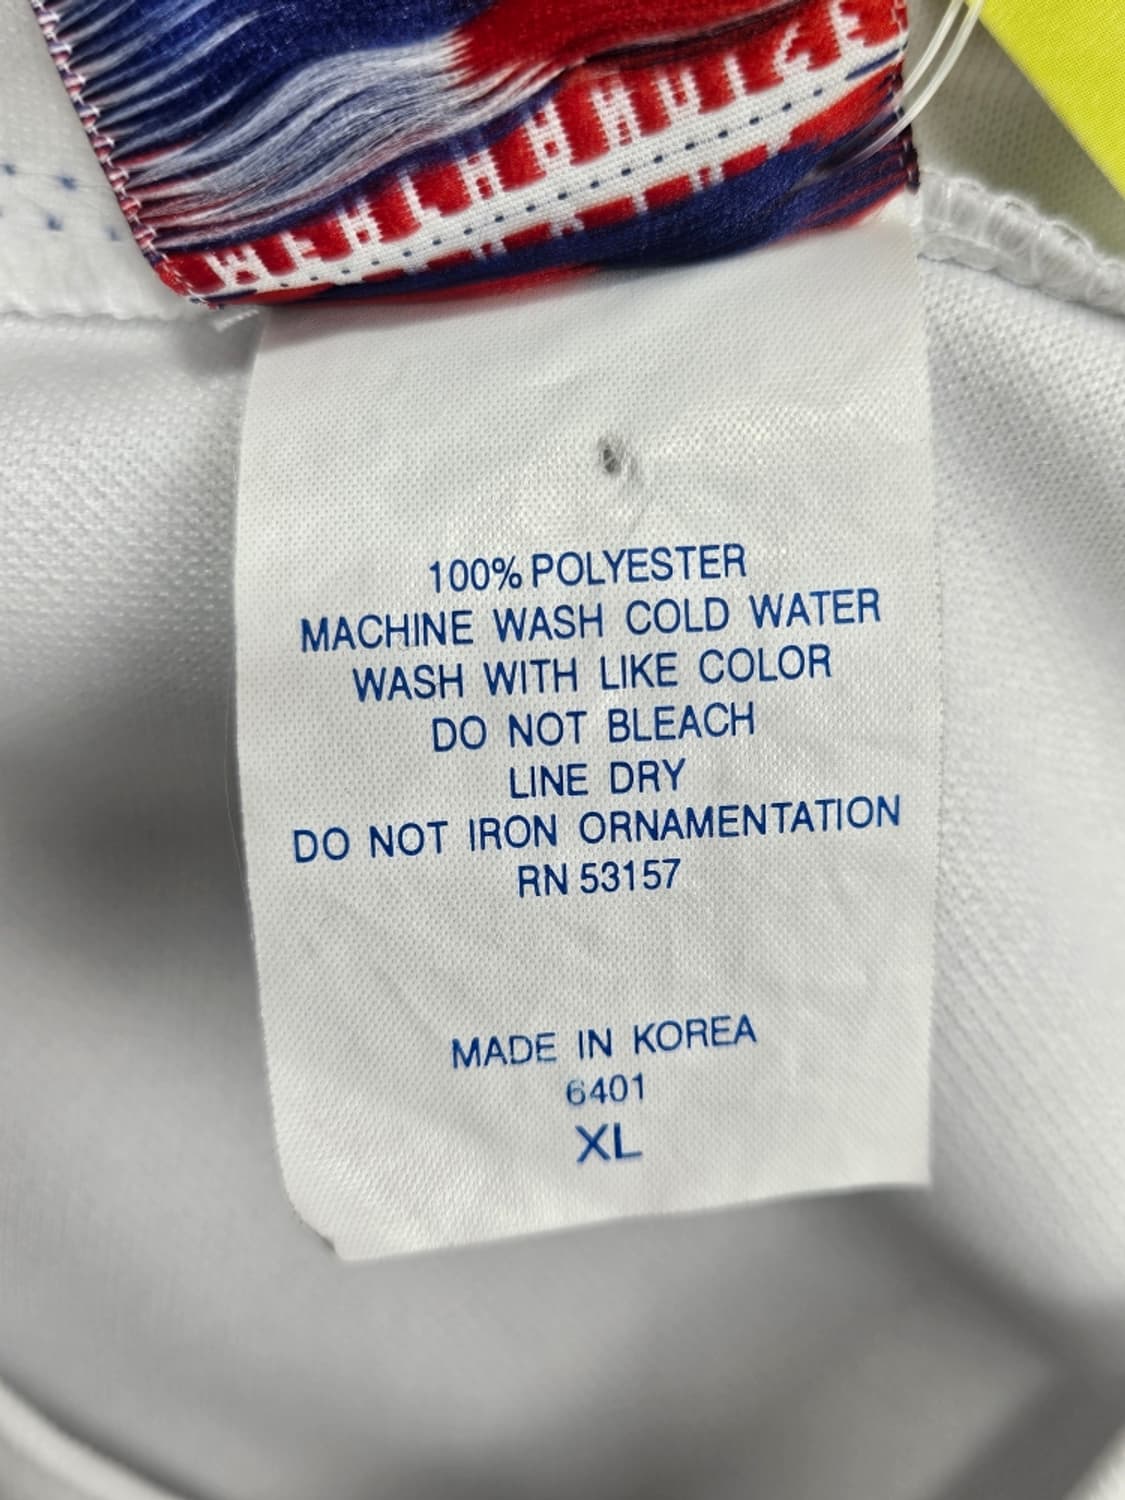 100% POLYESTER
MACHINE WASH COLD WATER
WASH WITH LIKE COLOR
DO NOT BLEACH
LINE DRY
DO NOT IRON ORNAMENTATION
RN 53157
MADE IN KOREA
6401
XL